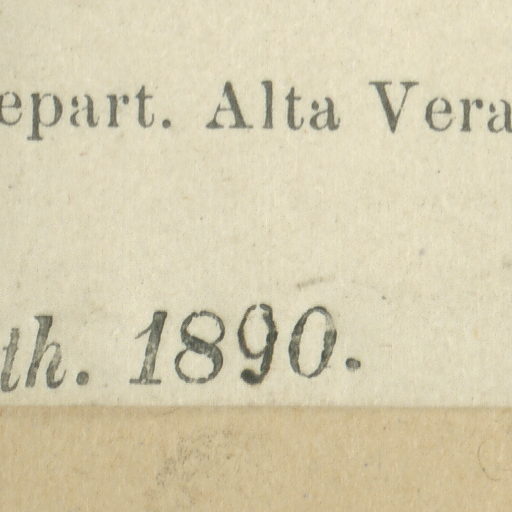 epart. Alta Vera
th. 1890.